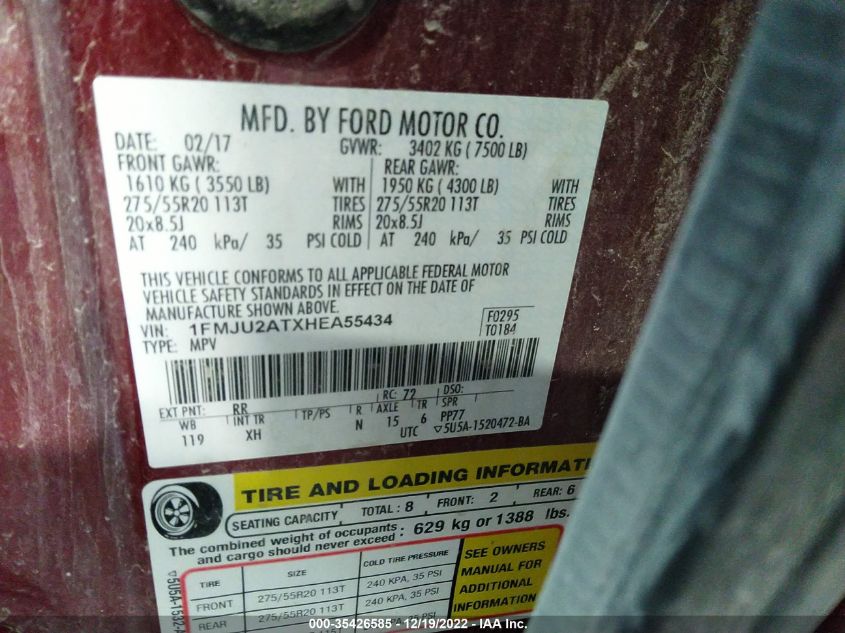 MFD. BY FORD MOTOR CO.
DATE: 02/17 GVWR: 3402 KG ( 7500 LB)
FRONT GAWR: REAR GAWR:
1610 KG ( 3550 LB) WITH 1950 KG ( 4300 LB) WITH
275/55R20 113T TIRES 275/55R20 113T TIRES
20x8.5J RIMS 20x8.5J RIMS
AT 240 kPa/ 35 PSI COLD AT 240 kPa/ 35 PSI COLD
THIS VEHICLE CONFORMS TO ALL APPLICABLE FEDERAL MOTOR
VEHICLE SAFETY STANDARDS IN EFFECT ON THE DATE OF
MANUFACTURE SHOWN ABOVE.
VIN: 1FMJU2ATXHEA55434 F0295
TYPE: MPV T0184
EXT PNT: RR RC: 72 DSO:
WB INT TR TP/PS R AXLE TR SPR
119 XH N 15 6 PP77
UTC ▽5U5A-1520472-BA
TIRE AND LOADING INFORMATI
SEATING CAPACITY TOTAL : 8 FRONT: 2 REAR: 6
The combined weight of occupants
and cargo should never exceed : 629 kg or 1388 lbs.
TIRE SIZE COLD TIRE PRESSURE
FRONT 275/55R20 113T 240 KPA, 35 PSI
REAR 275/55R20 113T 240 KPA, 35 PSI
SEE OWNERS
MANUAL FOR
ADDITIONAL
INFORMATION
▽5U5A-1532
000-35426585 - 12/19/2022 - IAA Inc.